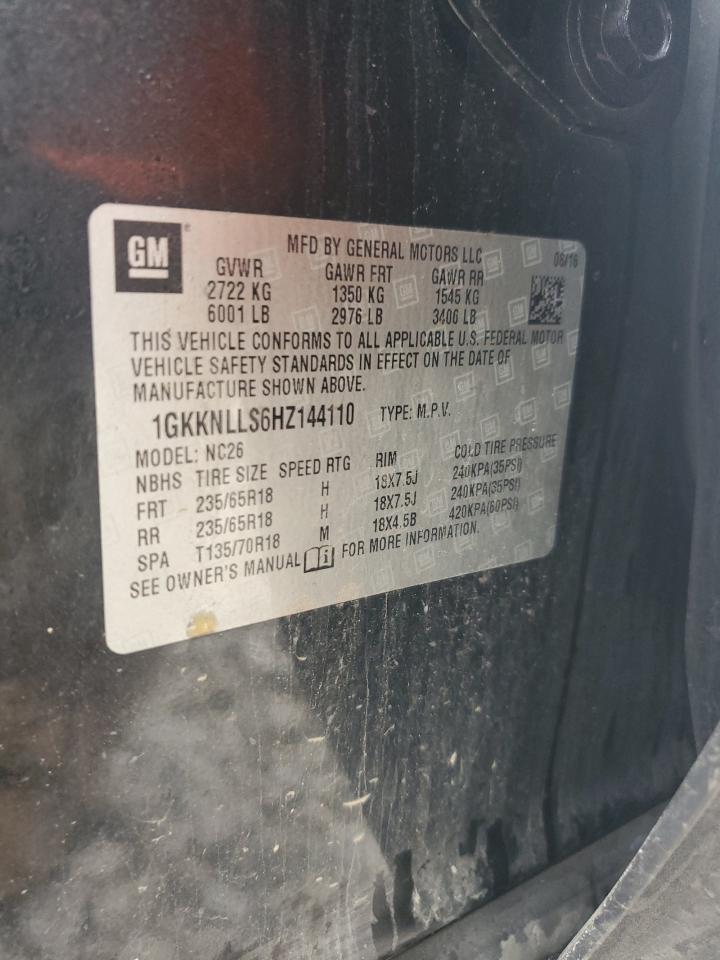 GM
MFD BY GENERAL MOTORS LLC 08/16
GVWR GAWR FRT GAWR RR
2722 KG 1350 KG 1545 KG
6001 LB 2976 LB 3406 LB
THIS VEHICLE CONFORMS TO ALL APPLICABLE U.S. FEDERAL MOTOR
VEHICLE SAFETY STANDARDS IN EFFECT ON THE DATE OF
MANUFACTURE SHOWN ABOVE.
1GKKNLLS6HZ144110 TYPE: M.P.V.
MODEL: NC26
NBHS TIRE SIZE SPEED RTG RIM COLD TIRE PRESSURE
FRT 235/65R18 H 18X7.5J 240KPA(35PSI)
RR 235/65R18 H 18X7.5J 240KPA(35PSI)
SPA T135/70R18 M 18X4.5B 420KPA(60PSI)
SEE OWNER'S MANUAL FOR MORE INFORMATION.